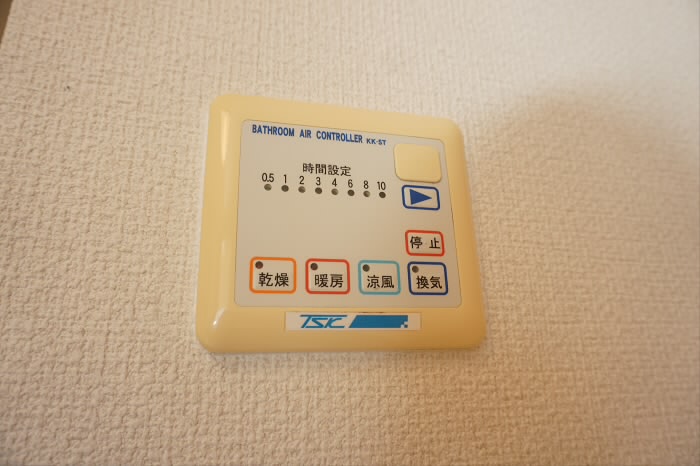 BATHROOM AIR CONTROLLER KK-ST
時間設定
0.5 1 2 3 4 6 8 10
停止
乾燥 暖房 涼風 換気
TSK